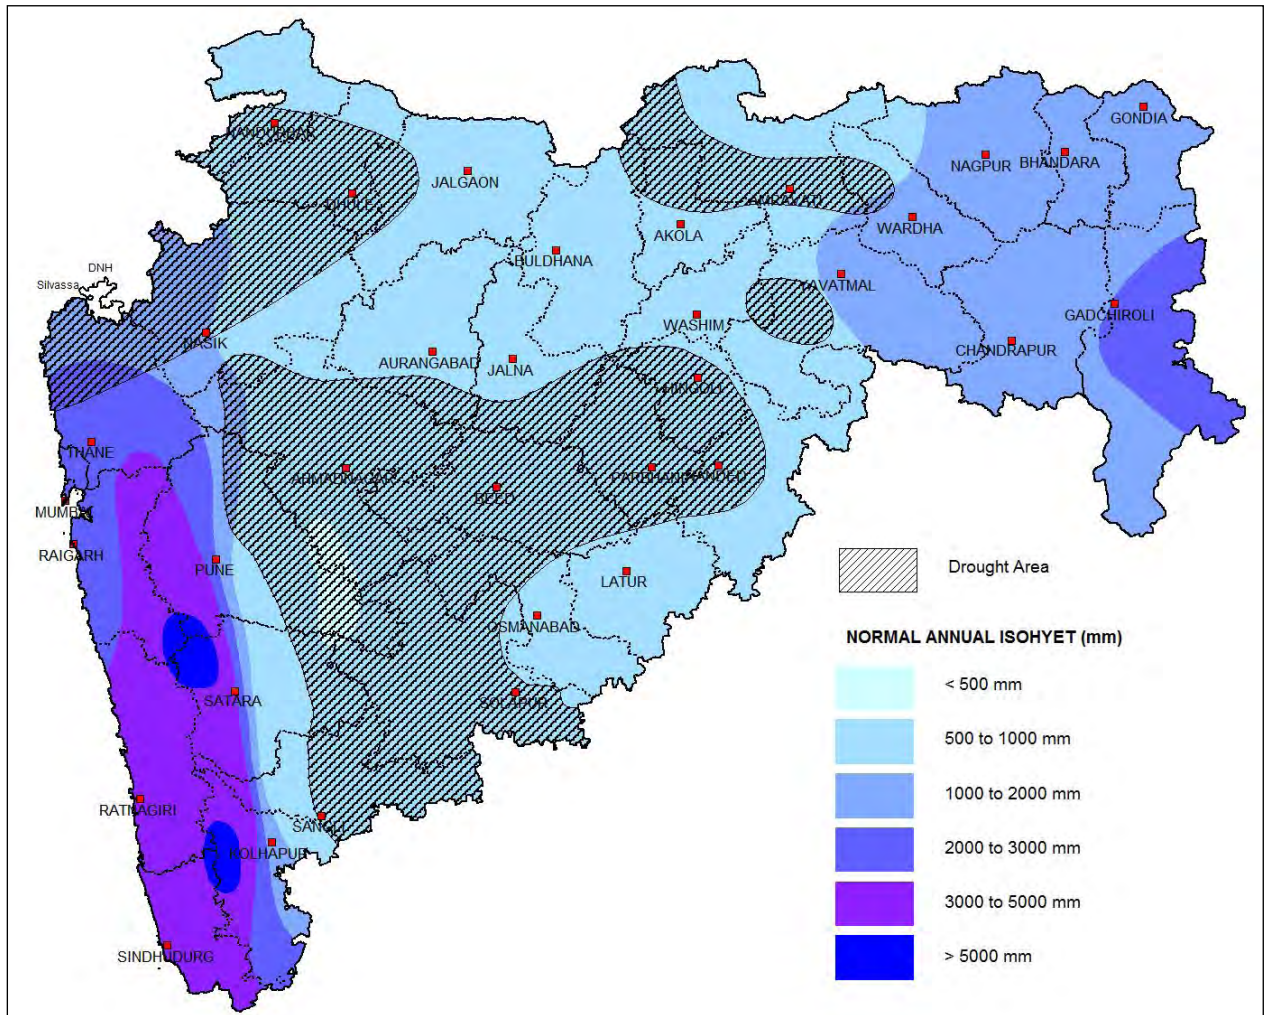 GONDIA
NANDURBAR
NAGPUR
BHANDARA
JALGAON
DHULE
AMRAVATI
WARDHA
AKOLA
BULDHANA
DNH
Silvassa
YAVATMAL
GADCHIROLI
WASHIM
NASIK
CHANDRAPUR
AURANGABAD
JALNA
HINGOLI
THANE
AHMADNAGAR
BEED
PARBHANI
NANDED
MUMBAI
RAIGARH
PUNE
LATUR
OSMANABAD
SATARA
SOLAPUR
RATNAGIRI
SANGLI
KOLHAPUR
SINDHUDURG
Drought Area
NORMAL ANNUAL ISOHYET (mm)
< 500 mm
500 to 1000 mm
1000 to 2000 mm
2000 to 3000 mm
3000 to 5000 mm
> 5000 mm